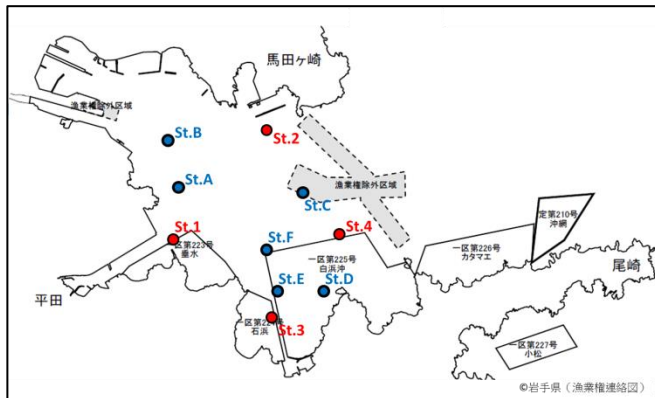 馬田ヶ崎
漁業権除外区域
St.B
St.2
St.A
St.C
漁業権除外区域
St.1
St.4
定第210号
沖網
一区第223号
垂水
St.F
一区第226号
カタマエ
一区第225号
白浜沖
尾崎
平田
St.E
St.D
St.3
石浜
一区第227号
小松
©岩手県(漁業権連絡図)